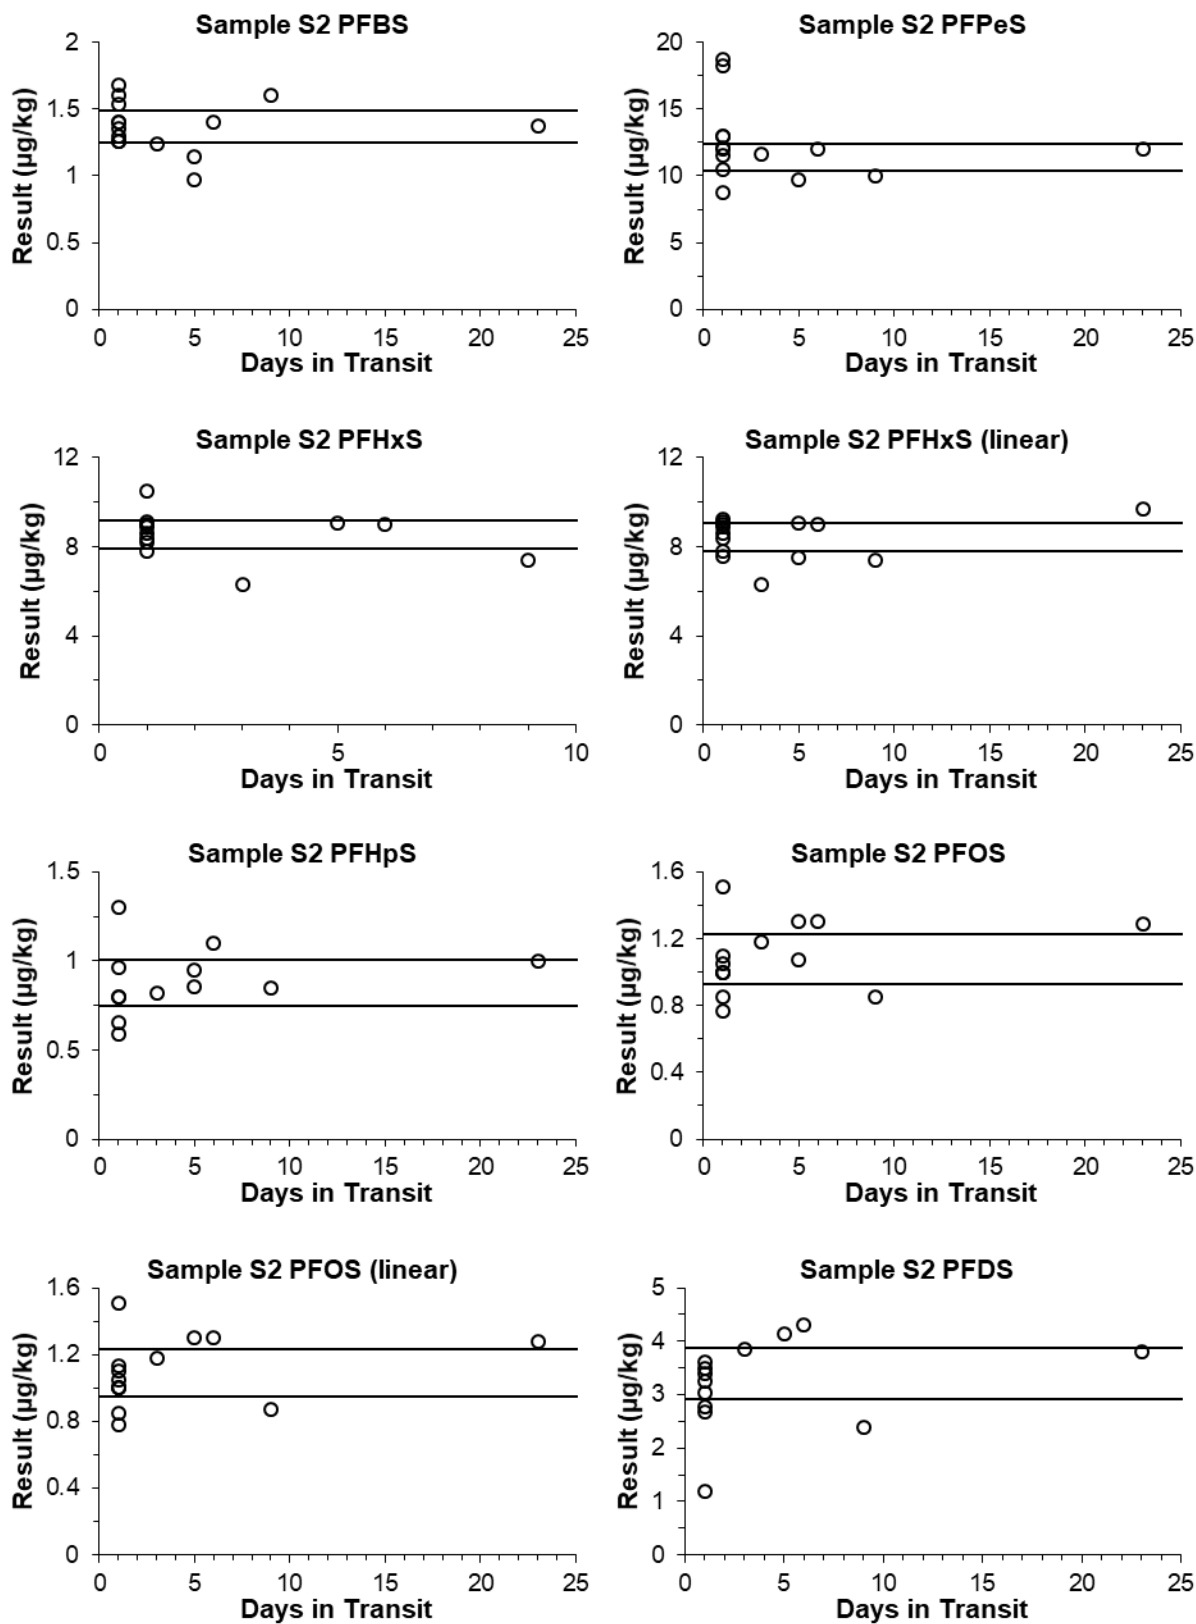 Sample S2 PFBS
Result (µg/kg)
2
1.5
1
0.5
0
0 5 10 15 20 25
Days in Transit
Sample S2 PFPeS
Result (µg/kg)
20
15
10
5
0
0 5 10 15 20 25
Days in Transit
Sample S2 PFHxS
Result (µg/kg)
12
8
4
0
0 5 10
Days in Transit
Sample S2 PFHxS (linear)
Result (µg/kg)
12
8
4
0
0 5 10 15 20 25
Days in Transit
Sample S2 PFHpS
Result (µg/kg)
1.5
1
0.5
0
0 5 10 15 20 25
Days in Transit
Sample S2 PFOS
Result (µg/kg)
1.6
1.2
0.8
0.4
0
0 5 10 15 20 25
Days in Transit
Sample S2 PFOS (linear)
Result (µg/kg)
1.6
1.2
0.8
0.4
0
0 5 10 15 20 25
Days in Transit
Sample S2 PFDS
Result (µg/kg)
5
4
3
2
1
0
0 5 10 15 20 25
Days in Transit